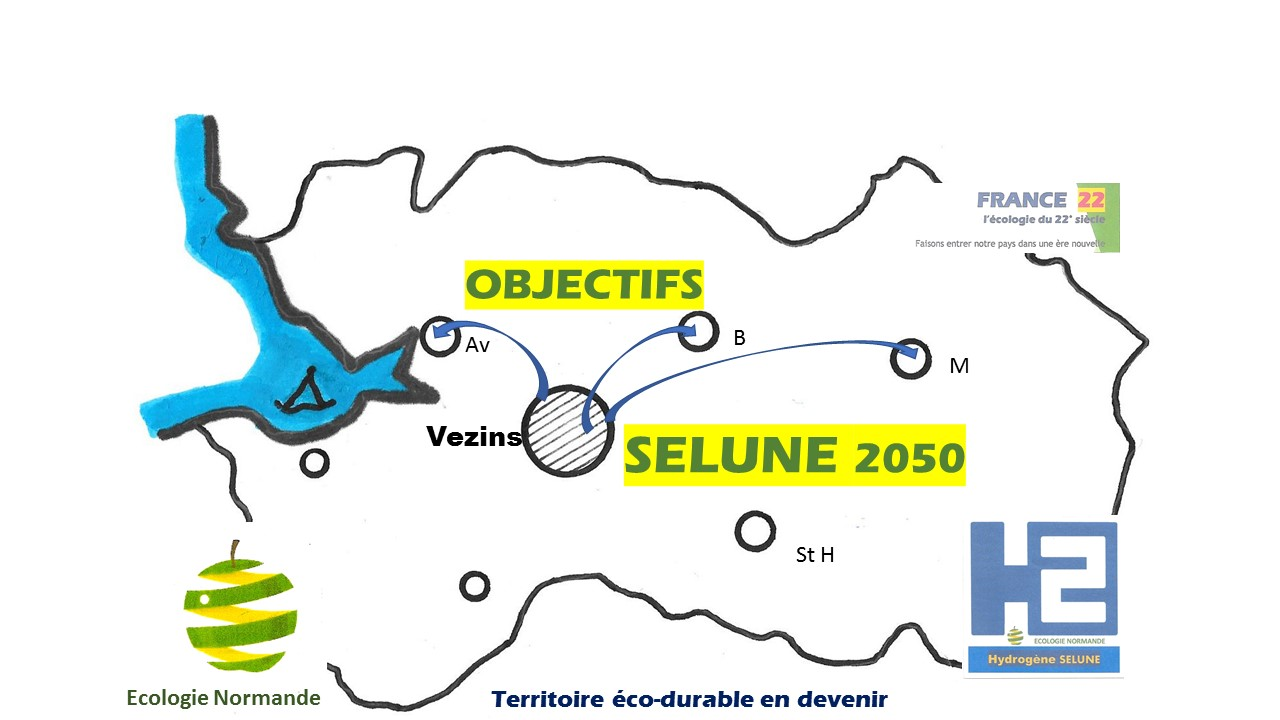 FRANCE 22
l'écologie du 22e siècle
Faisons entrer notre pays dans une ère nouvelle
OBJECTIFS
Av
B
M
Vezins
SELUNE 2050
St H
H2
ECOLOGIE NORMANDE
Hydrogène SELUNE
Ecologie Normande
Territoire éco-durable en devenir